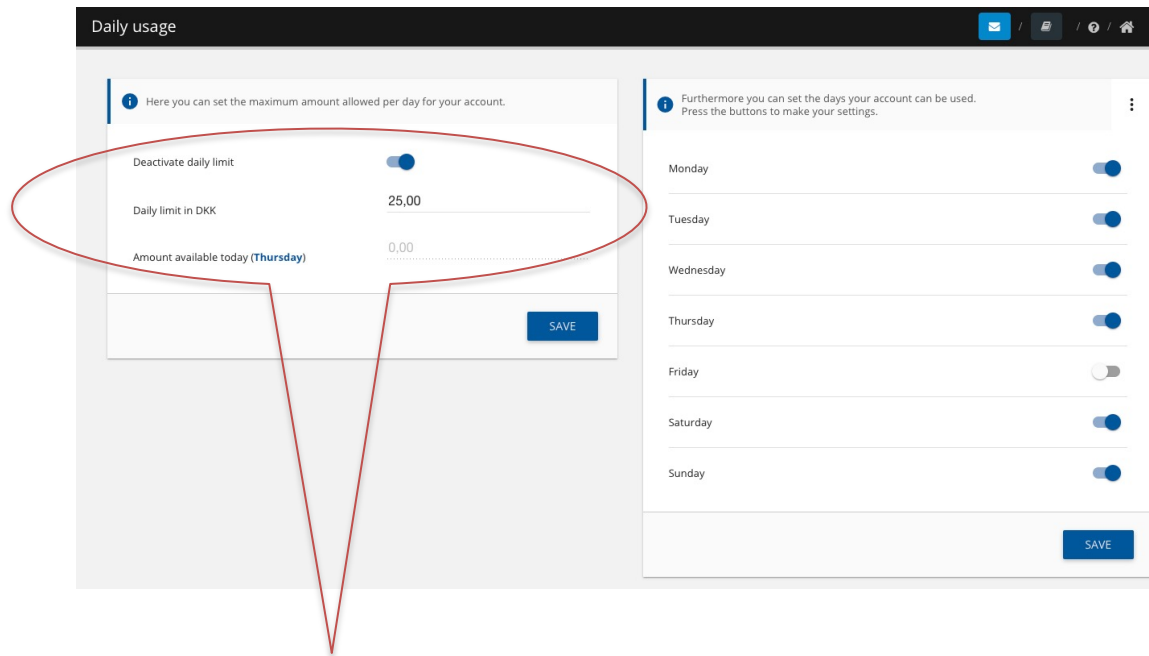 Daily usage
/ / /
Here you can set the maximum amount allowed per day for your account.
Deactivate daily limit
Daily limit in DKK 25,00
Amount available today (Thursday) 0,00
SAVE
Furthermore you can set the days your account can be used.
Press the buttons to make your settings.
Monday
Tuesday
Wednesday
Thursday
Friday
Saturday
Sunday
SAVE